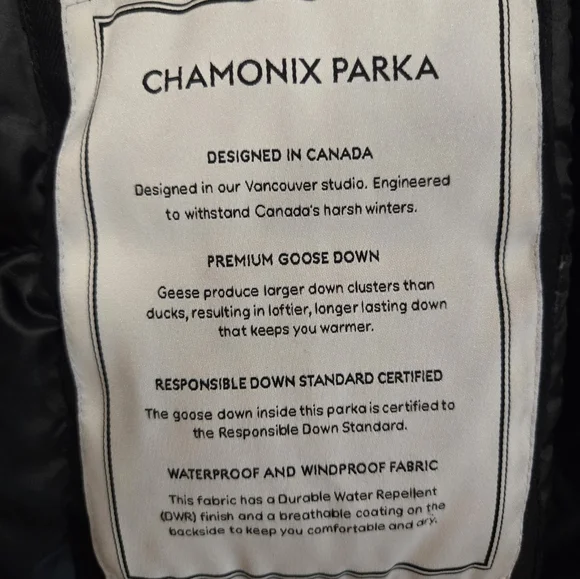 CHAMONIX PARKA
DESIGNED IN CANADA
Designed in our Vancouver studio. Engineered
to withstand Canada's harsh winters.
PREMIUM GOOSE DOWN
Geese produce larger down clusters than
ducks, resulting in loftier, longer lasting down
that keeps you warmer.
RESPONSIBLE DOWN STANDARD CERTIFIED
The goose down inside this parka is certified to
the Responsible Down Standard.
WATERPROOF AND WINDPROOF FABRIC
This fabric has a Durable Water Repellent
(DWR) finish and a breathable coating on the
backside to keep you comfortable and dry.